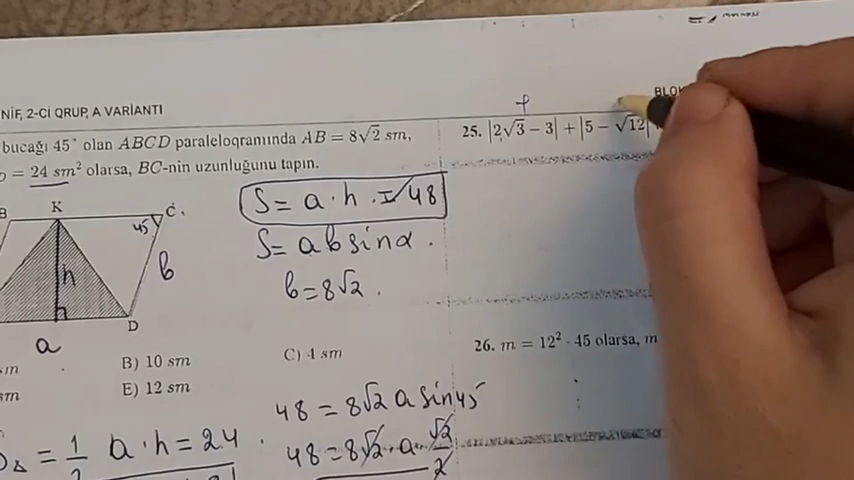 NİF, 2-Cİ QRUP, A VARİANTI
bucağı 45° olan ABCD paraleloqramında AB = 8√2 sm,
= 24 sm² olarsa, BC-nin uzunluğunu tapın.
B K C
45°
h b
D
a
S = a · h = 48
S = a b sin α .
b = 8√2 .
sm B) 10 sm C) 4 sm
sm E) 12 sm
48 = 8√2 a sin 45
48 = 8√2 · a · √2/2
= 1/2 a · h = 24 .
+
25. |2√3 − 3| + |5 − √12|
26. m = 12² · 45 olarsa, m